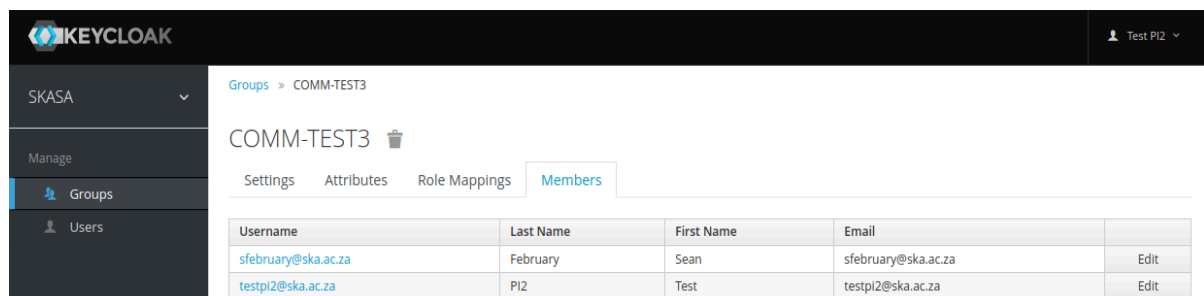 KEYCLOAK
Test PI2
SKASA
Groups » COMM-TEST3
COMM-TEST3
Manage
Settings Attributes Role Mappings Members
Groups
Users
Username Last Name First Name Email
sfebruary@ska.ac.za February Sean sfebruary@ska.ac.za Edit
testpi2@ska.ac.za PI2 Test testpi2@ska.ac.za Edit